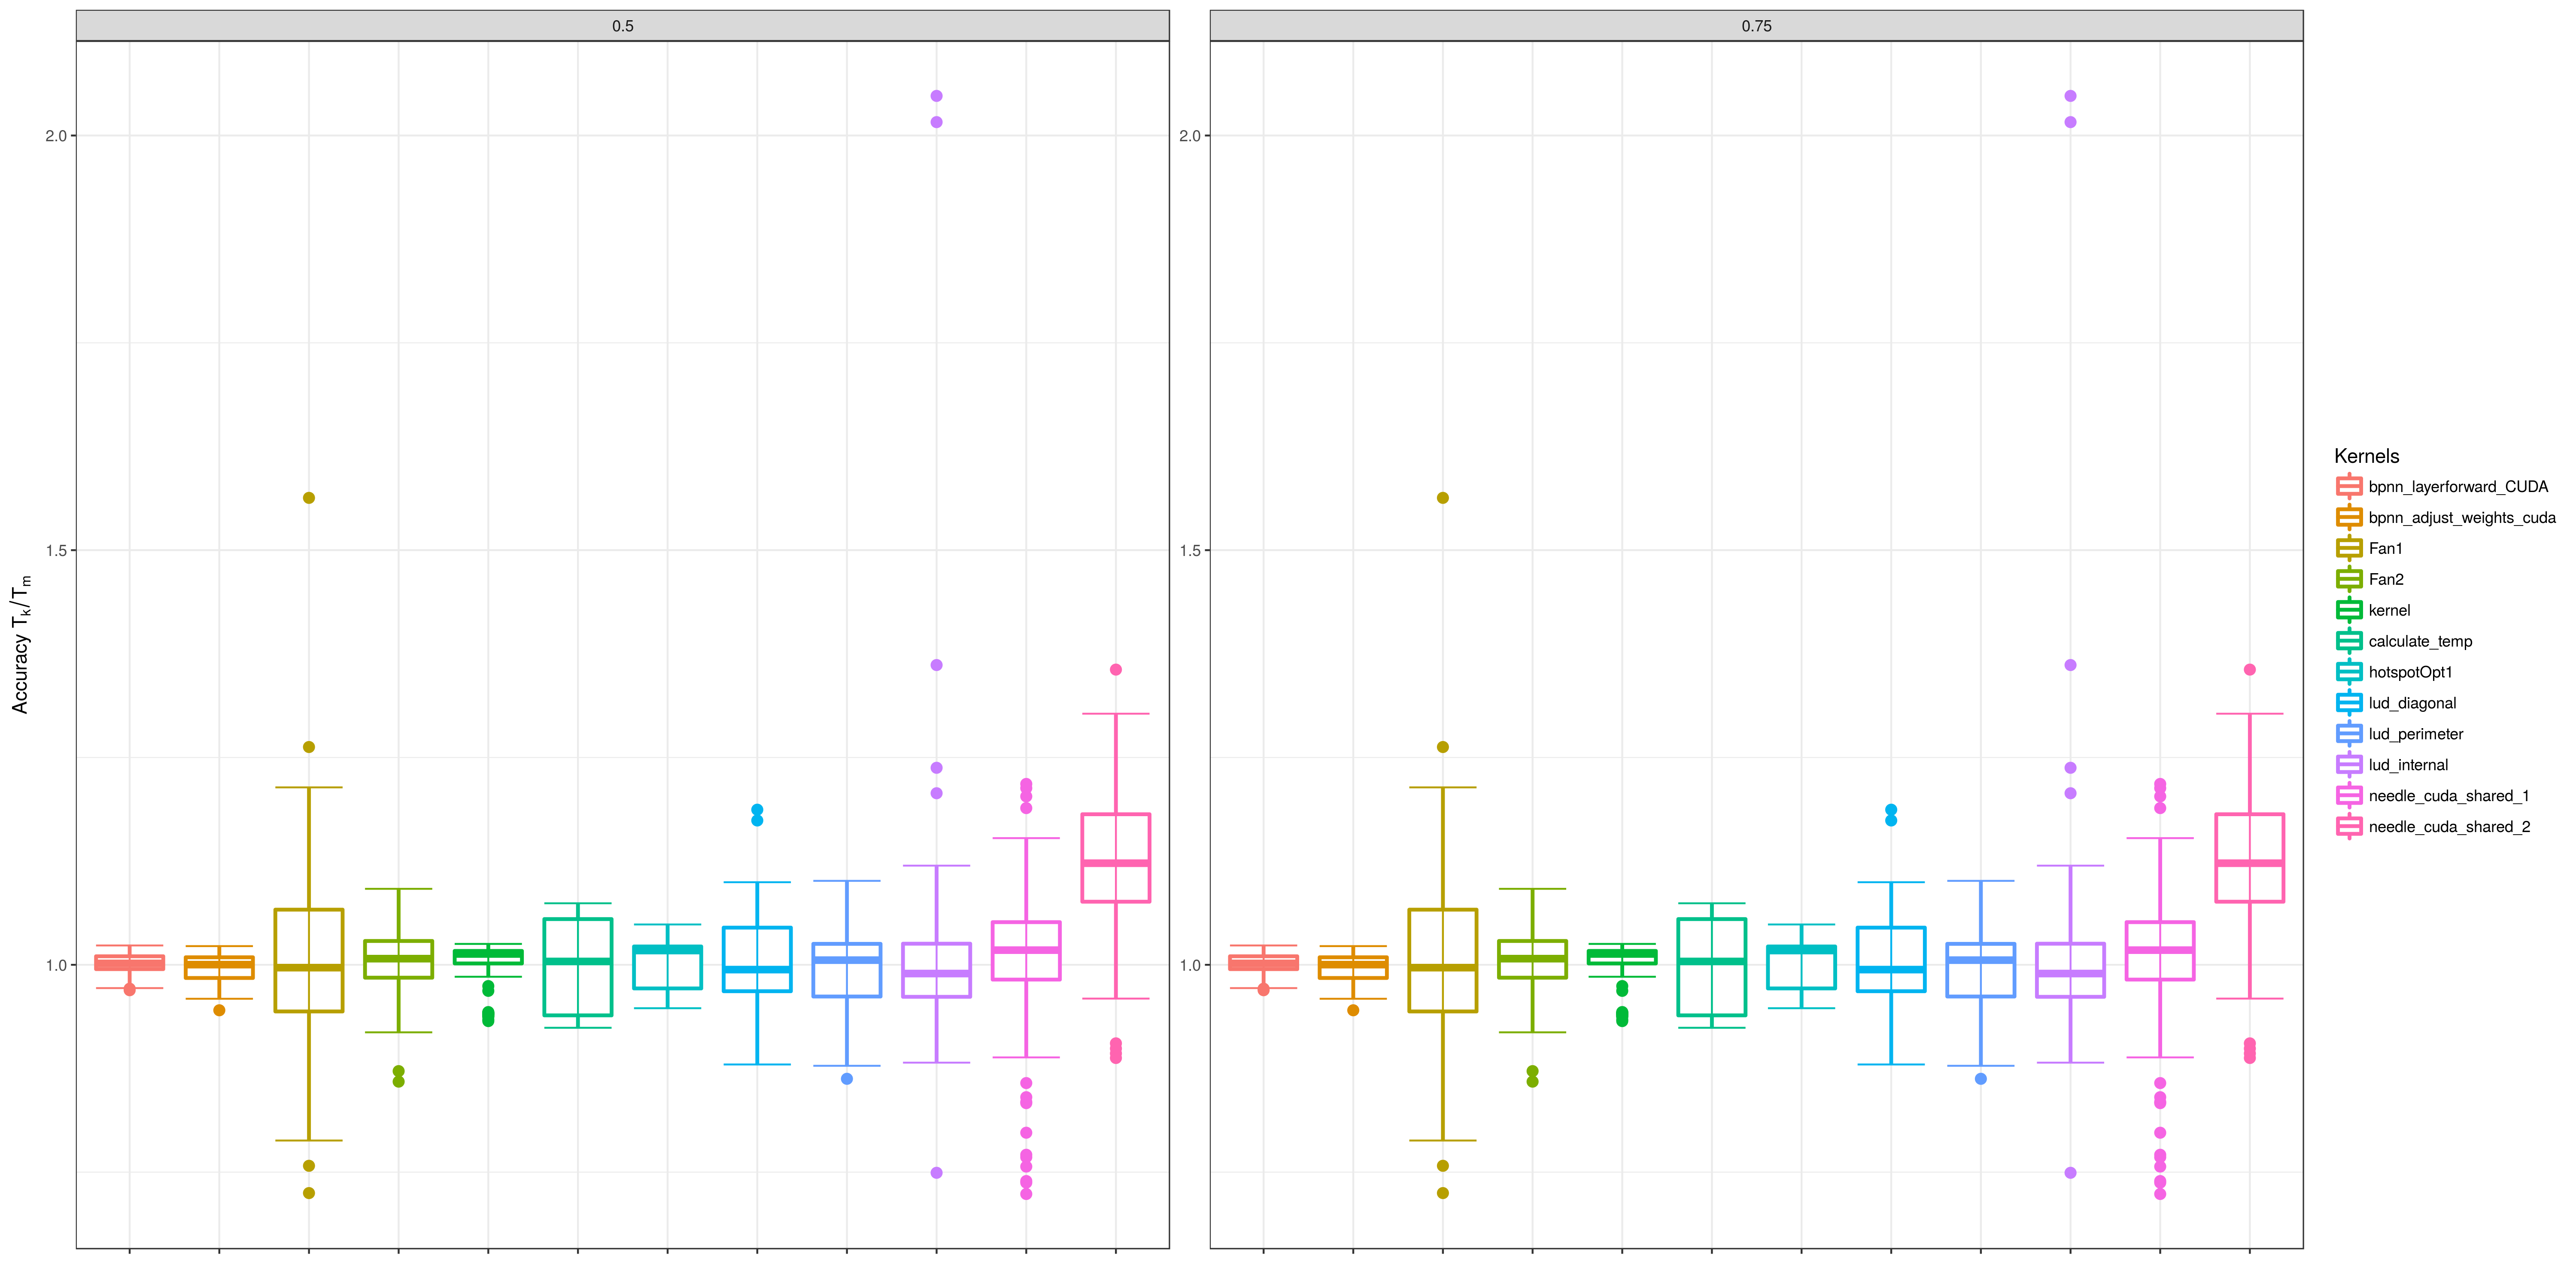 0.5
0.75
2.0
1.5
1.0
2.0
1.5
1.0
Accuracy Tk/Tm
Kernels
bpnn_layerforward_CUDA
bpnn_adjust_weights_cuda
Fan1
Fan2
kernel
calculate_temp
hotspotOpt1
lud_diagonal
lud_perimeter
lud_internal
needle_cuda_shared_1
needle_cuda_shared_2